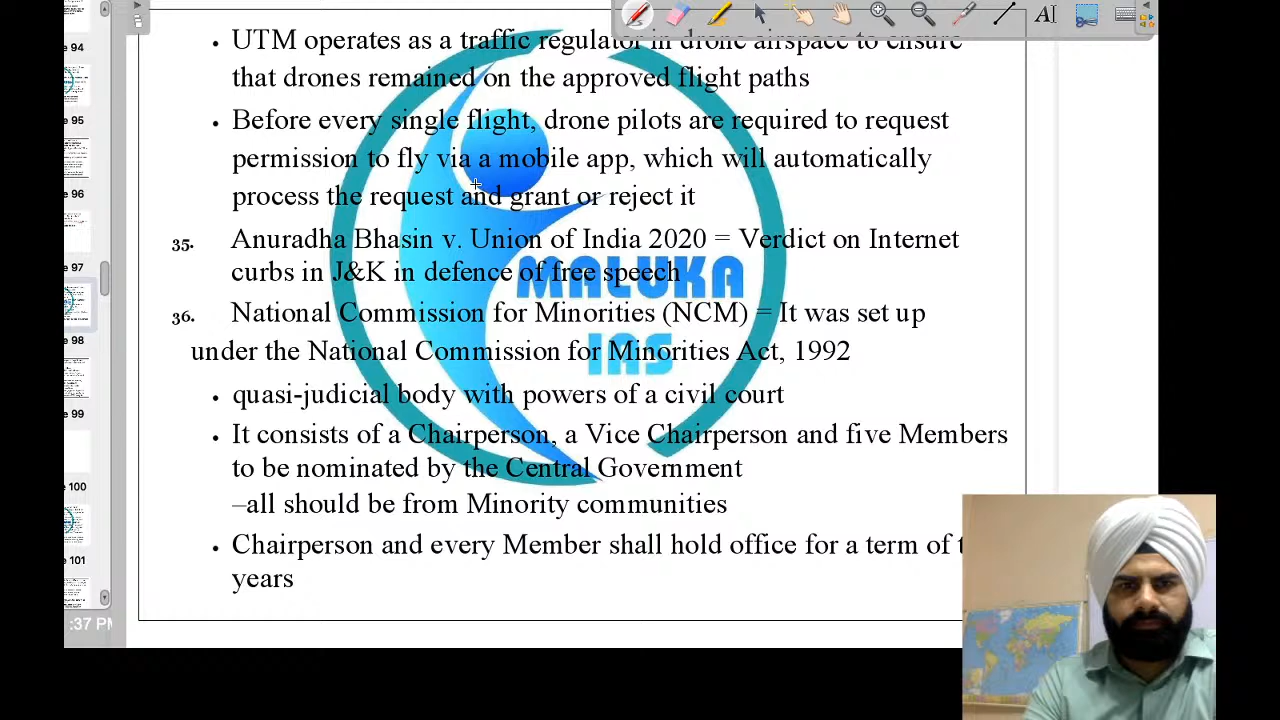 94
95
96
97
98
99
100
101
:37 PM
UTM operates as a traffic regulator in drone airspace to ensure
that drones remained on the approved flight paths
Before every single flight, drone pilots are required to request
permission to fly via a mobile app, which will automatically
process the request and grant or reject it
35. Anuradha Bhasin v. Union of India 2020 = Verdict on Internet
curbs in J&K in defence of free speech
36. National Commission for Minorities (NCM) = It was set up
under the National Commission for Minorities Act, 1992
quasi-judicial body with powers of a civil court
It consists of a Chairperson, a Vice Chairperson and five Members
to be nominated by the Central Government
–all should be from Minority communities
Chairperson and every Member shall hold office for a term of
years
MALUKA
IAS